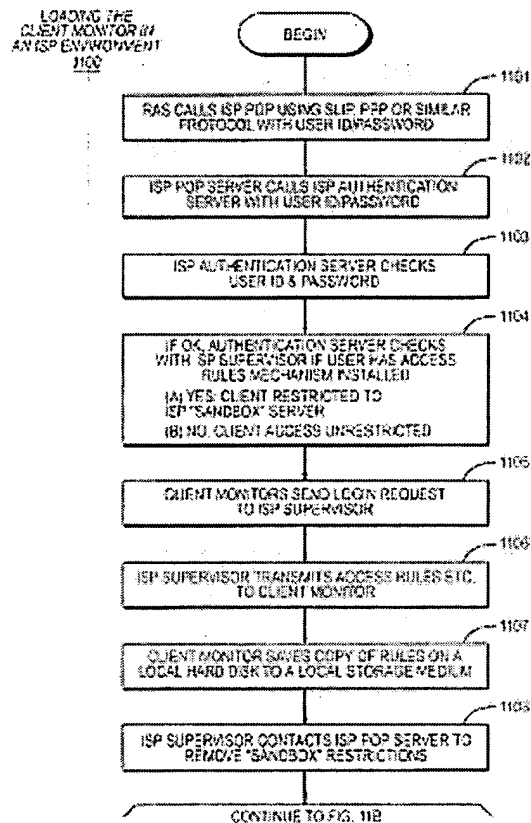 LOADING THE
CLIENT MONITOR IN
AN ISP ENVIRONMENT
1100
BEGIN
1101
RAS CALLS ISP POP USING SLIP, PPP OR SIMILAR
PROTOCOL WITH USER ID/PASSWORD
1102
ISP POP SERVER CALLS ISP AUTHENTICATION
SERVER WITH USER ID/PASSWORD
1103
ISP AUTHENTICATION SERVER CHECKS
USER ID & PASSWORD
1104
IF OK, AUTHENTICATION SERVER CHECKS
WITH ISP SUPERVISOR IF USER HAS ACCESS
RULES MECHANISM INSTALLED
(A) YES: CLIENT RESTRICTED TO
ISP "SANDBOX" SERVER
(B) NO: CLIENT ACCESS UNRESTRICTED
1105
CLIENT MONITORS SEND LOGIN REQUEST
TO ISP SUPERVISOR
1106
ISP SUPERVISOR TRANSMITS ACCESS RULES ETC.
TO CLIENT MONITOR
1107
CLIENT MONITOR SAVES COPY OF RULES ON A
LOCAL HARD DISK TO A LOCAL STORAGE MEDIUM
1108
ISP SUPERVISOR CONTACTS ISP POP SERVER TO
REMOVE "SANDBOX" RESTRICTIONS
CONTINUE TO FIG. 11B